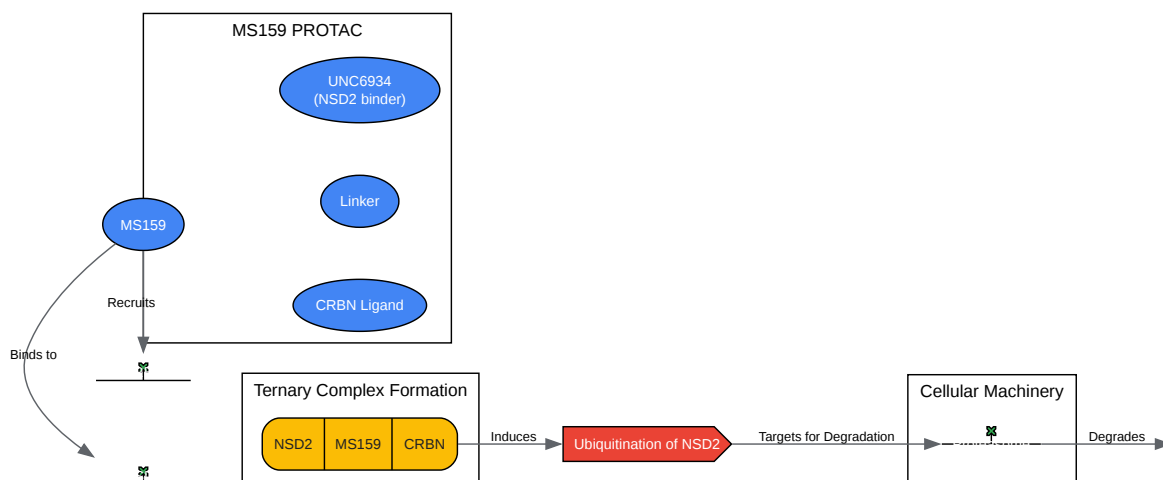 MS159 PROTAC
UNC6934
(NSD2 binder)
Linker
MS159
CRBN Ligand
Recruits
Binds to
Ternary Complex Formation
NSD2 MS159 CRBN
Induces
Ubiquitination of NSD2
Targets for Degradation
Cellular Machinery
Degrades